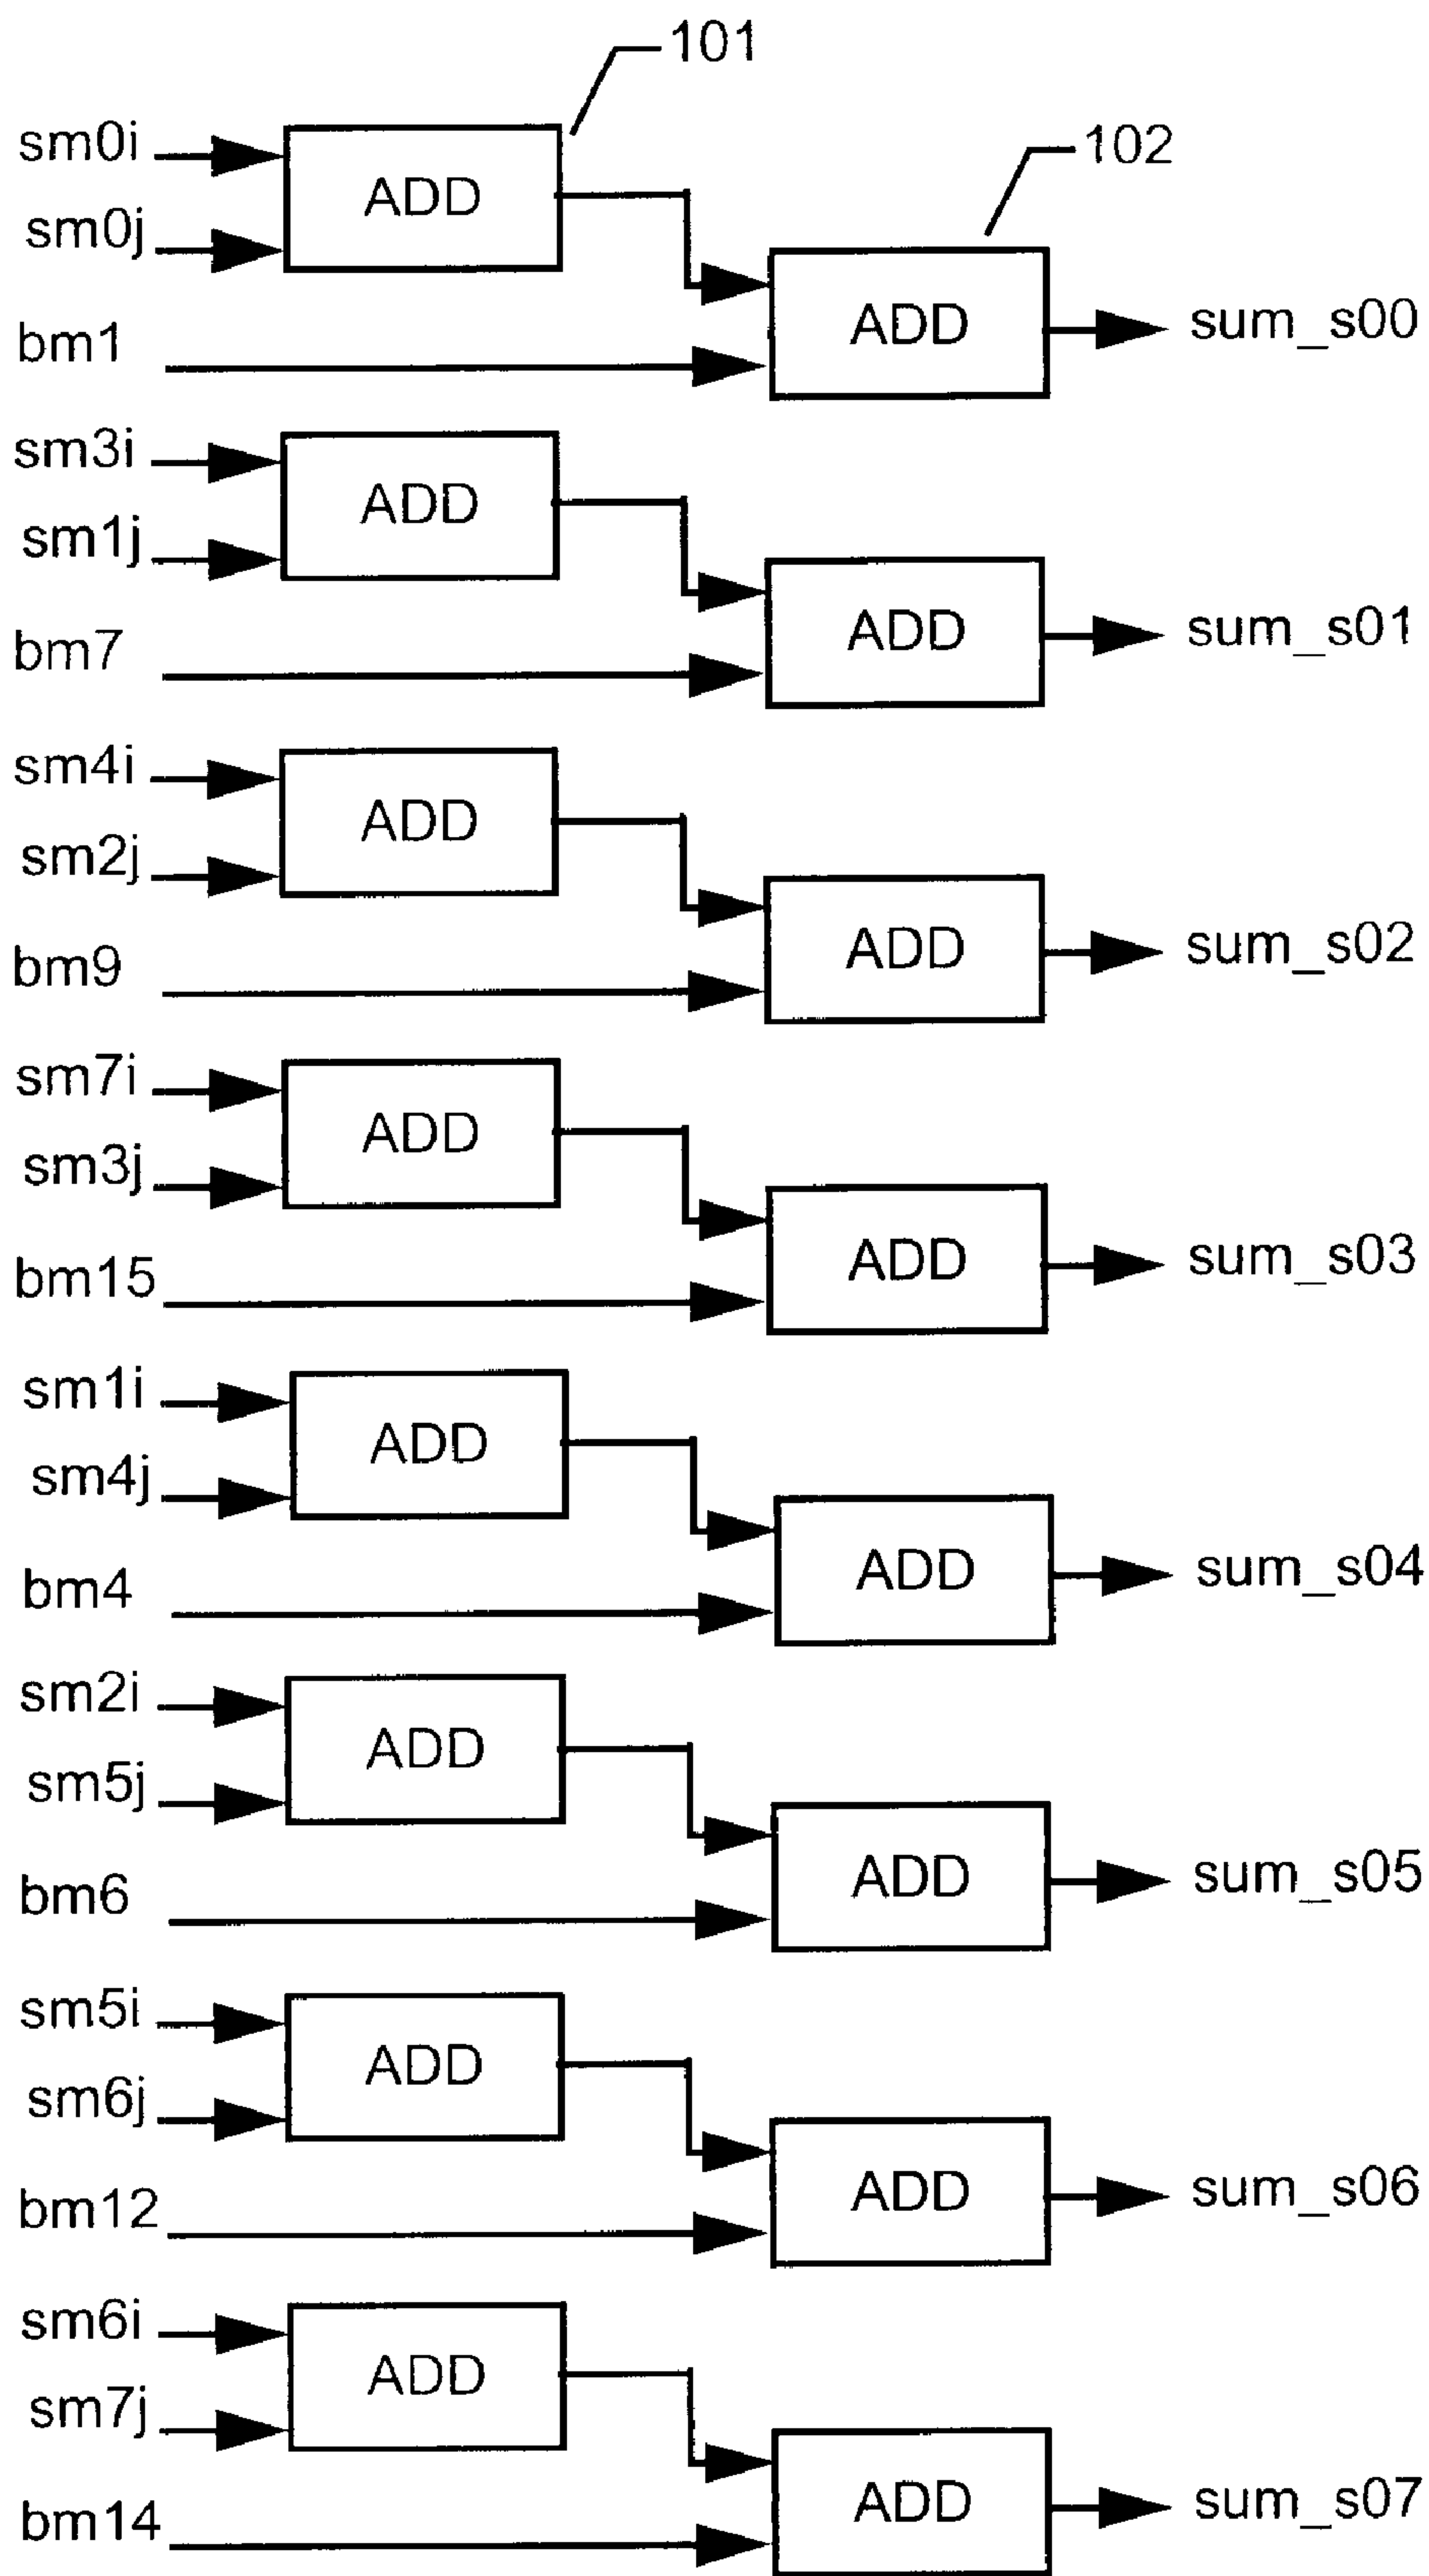 101
102
sm0i
ADD
sm0j
bm1
ADD
sum_s00
sm3i
ADD
sm1j
bm7
ADD
sum_s01
sm4i
ADD
sm2j
bm9
ADD
sum_s02
sm7i
ADD
sm3j
bm15
ADD
sum_s03
sm1i
ADD
sm4j
bm4
ADD
sum_s04
sm2i
ADD
sm5j
bm6
ADD
sum_s05
sm5i
ADD
sm6j
bm12
ADD
sum_s06
sm6i
ADD
sm7j
bm14
ADD
sum_s07